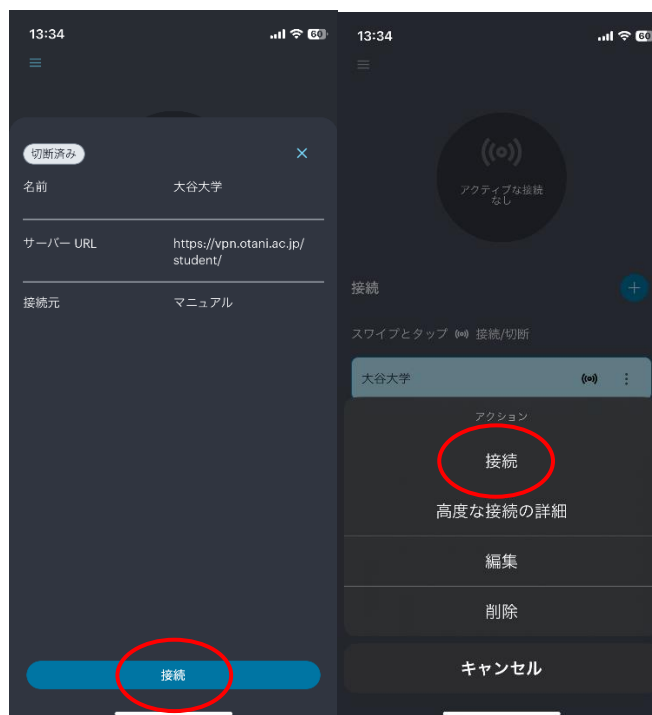 13:34
60
切断済み
名前
大谷大学
サーバー URL
https://vpn.otani.ac.jp/
student/
接続元
マニュアル
接続
13:34
60
アクティブな接続
なし
接続
スワイプとタップ 接続/切断
大谷大学
アクション
接続
高度な接続の詳細
編集
削除
キャンセル